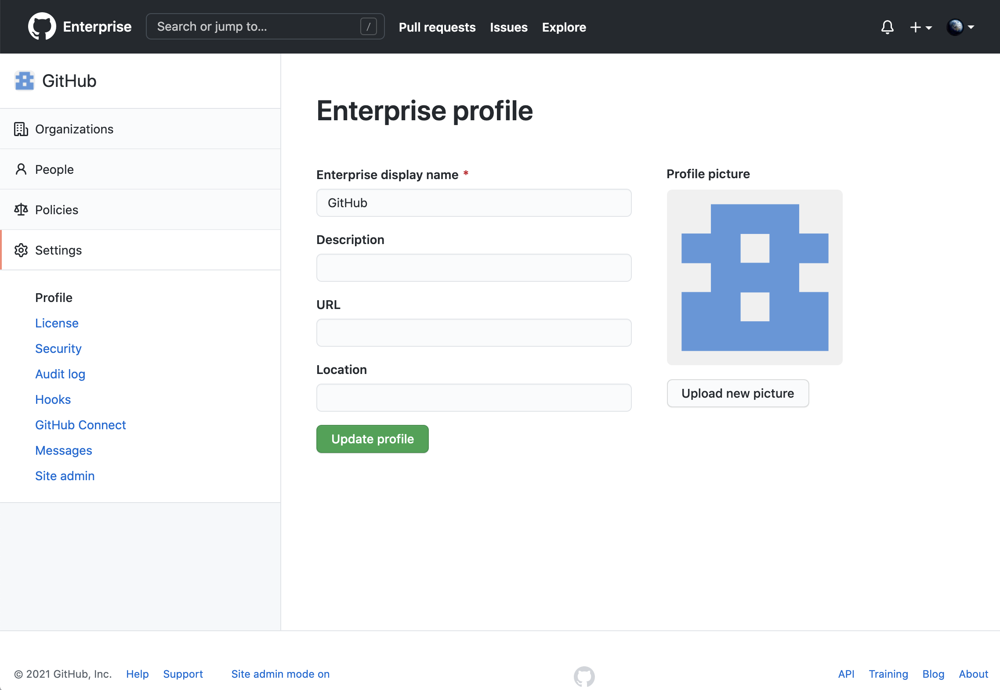 Enterprise
Search or jump to...
/
Pull requests
Issues
Explore
GitHub
Organizations
People
Policies
Settings
Profile
License
Security
Audit log
Hooks
GitHub Connect
Messages
Site admin
Enterprise profile
Enterprise display name *
GitHub
Description
URL
Location
Update profile
Profile picture
Upload new picture
© 2021 GitHub, Inc.
Help
Support
Site admin mode on
API
Training
Blog
About